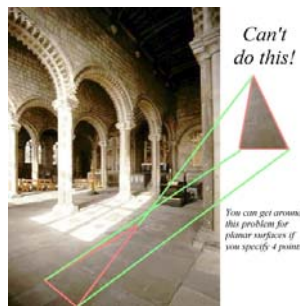 Can't
do this!
You can get around
this problem for
planar surfaces if
you specify 4 point